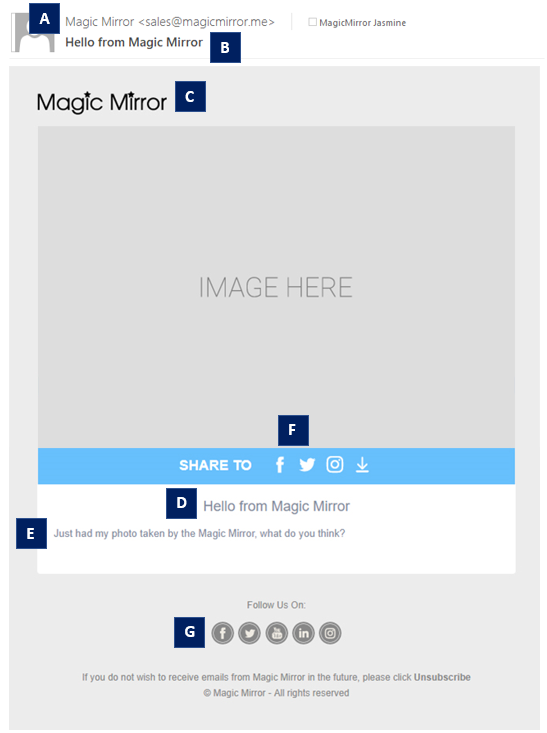 A
Magic Mirror <sales@magicmirror.me>
MagicMirror Jasmine
Hello from Magic Mirror
B
Magic Mirror
C
IMAGE HERE
F
SHARE TO
D
Hello from Magic Mirror
E
Just had my photo taken by the Magic Mirror, what do you think?
Follow Us On:
G
You Tube
in
If you do not wish to receive emails from Magic Mirror in the future, please click Unsubscribe
© Magic Mirror - All rights reserved